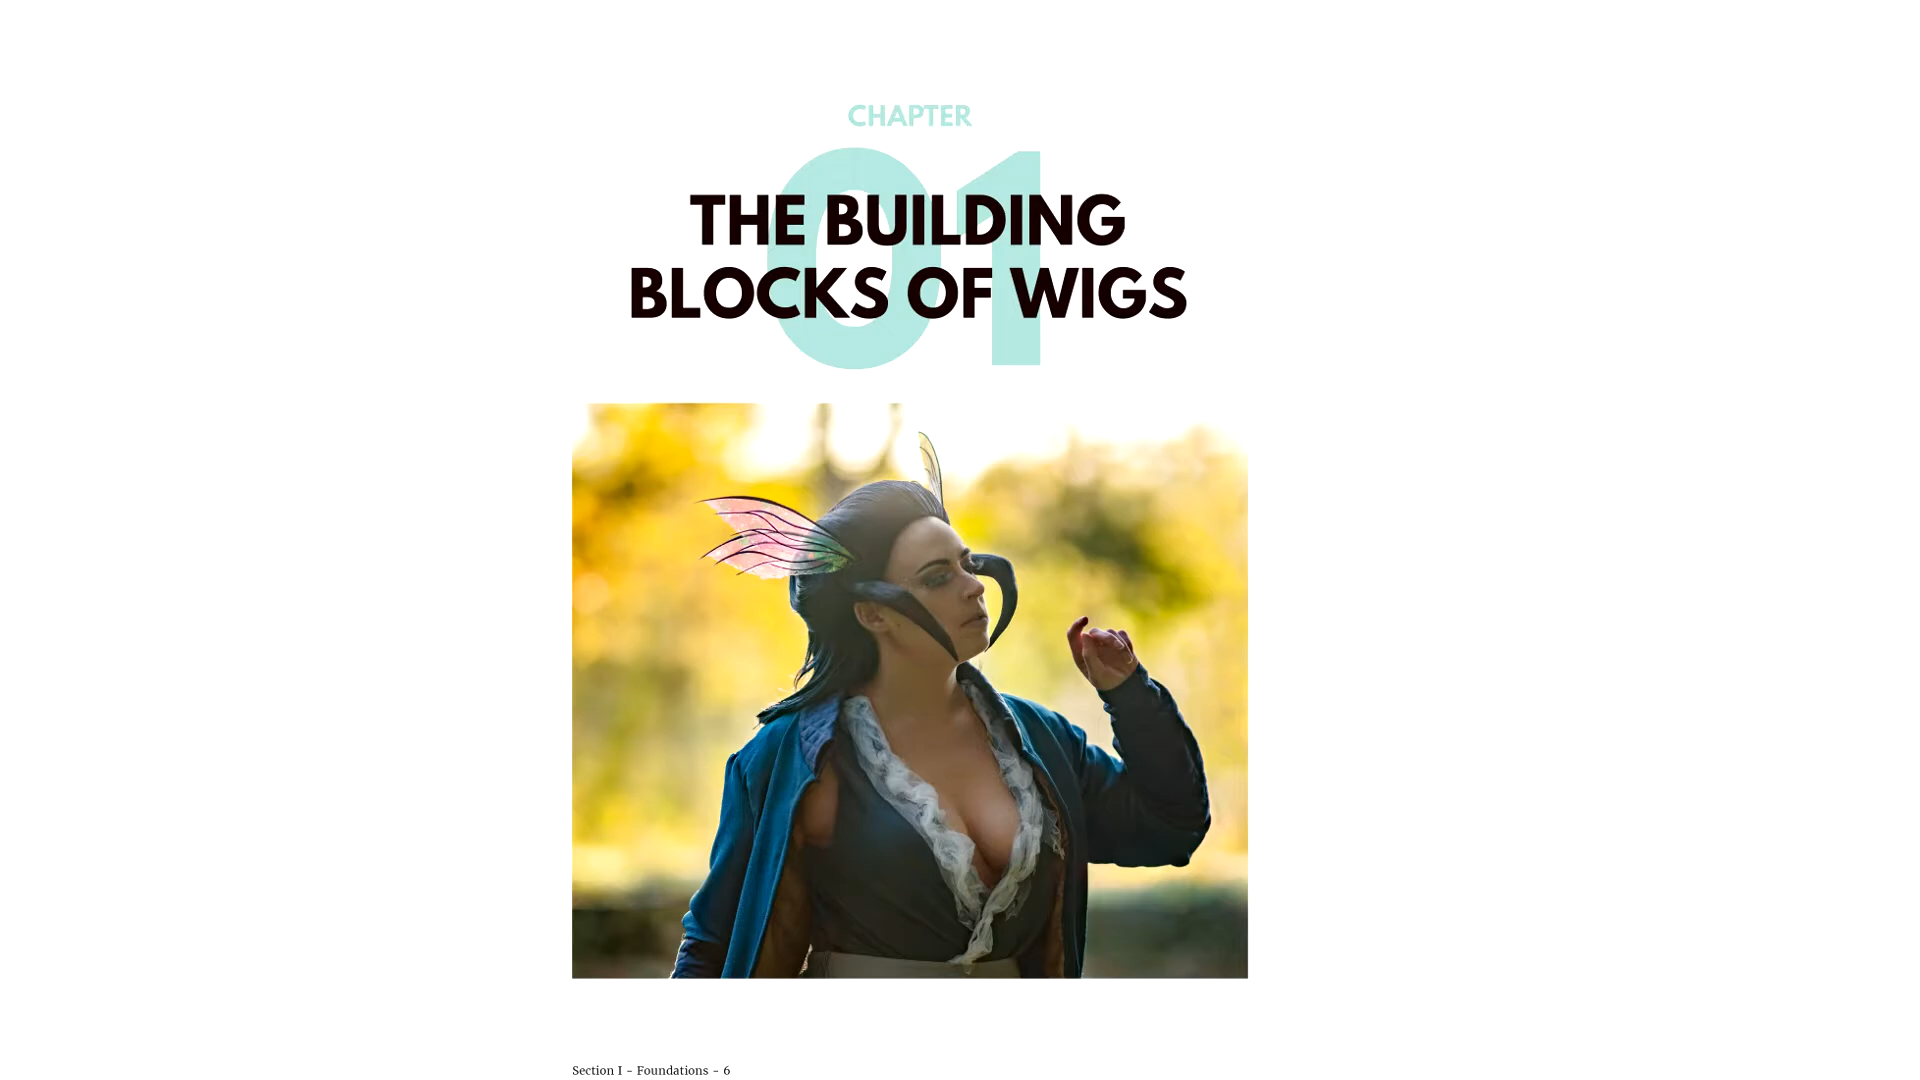 CHAPTER
01
THE BUILDING
BLOCKS OF WIGS
Section I - Foundations - 6